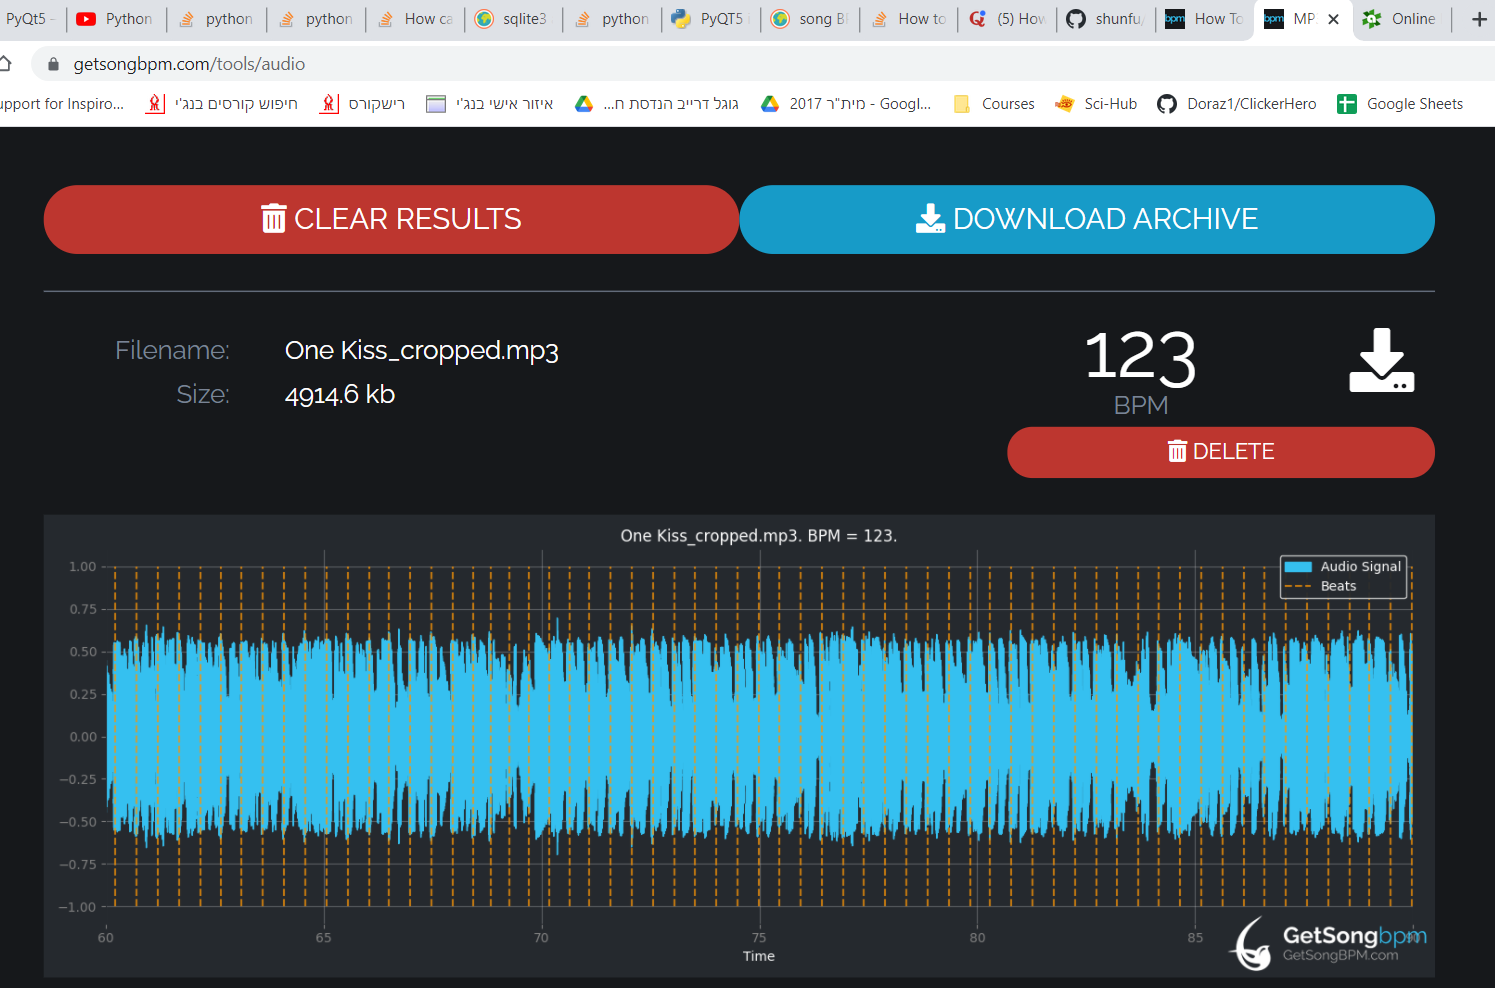 PyQt5 -
Python
python
python
How ca
sqlite3
python
PyQT5
song B
How to
(5) How
shunfu/
How To
MP
Online
getsongbpm.com/tools/audio
upport for Inspiro...
חיפוש קורסים בנג'י
רישקורס
איזור אישי בנג'י
גוגל דרייב הנדסת ח...
מית"ר 2017 - Googl...
Courses
Sci-Hub
Doraz1/ClickerHero
Google Sheets
CLEAR RESULTS
DOWNLOAD ARCHIVE
Filename: One Kiss_cropped.mp3
Size: 4914.6 kb
123
BPM
DELETE
One Kiss_cropped.mp3. BPM = 123.
Audio Signal
Beats
1.00
0.75
0.50
0.25
0.00
−0.25
−0.50
−0.75
−1.00
60 65 70 75 80 85 90
Time
GetSongbpm
GetSongBPM.com